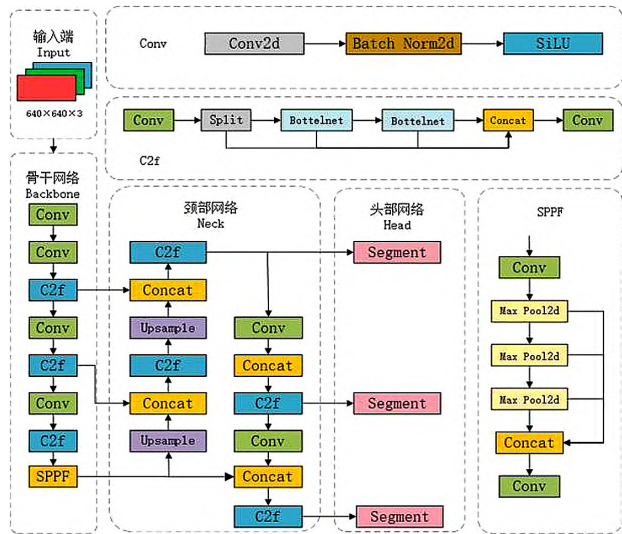 输入端
Input
640×640×3
Conv
Conv2d
Batch Norm2d
SiLU
Conv
Split
Bottelnet
Bottelnet
Concat
Conv
C2f
骨干网络
Backbone
Conv
Conv
C2f
Conv
C2f
Conv
C2f
SPPF
颈部网络
Neck
C2f
Concat
Upsample
C2f
Concat
Upsample
Conv
Concat
C2f
Conv
Concat
C2f
头部网络
Head
Segment
Segment
Segment
SPPF
Conv
Max Pool2d
Max Pool2d
Max Pool2d
Concat
Conv